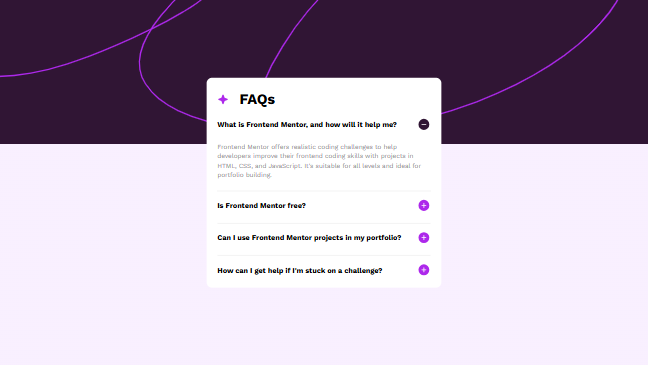 FAQs
What is Frontend Mentor, and how will it help me?
Frontend Mentor offers realistic coding challenges to help
developers improve their frontend coding skills with projects in
HTML, CSS, and JavaScript. It's suitable for all levels and ideal for
portfolio building.
Is Frontend Mentor free?
Can I use Frontend Mentor projects in my portfolio?
How can I get help if I'm stuck on a challenge?